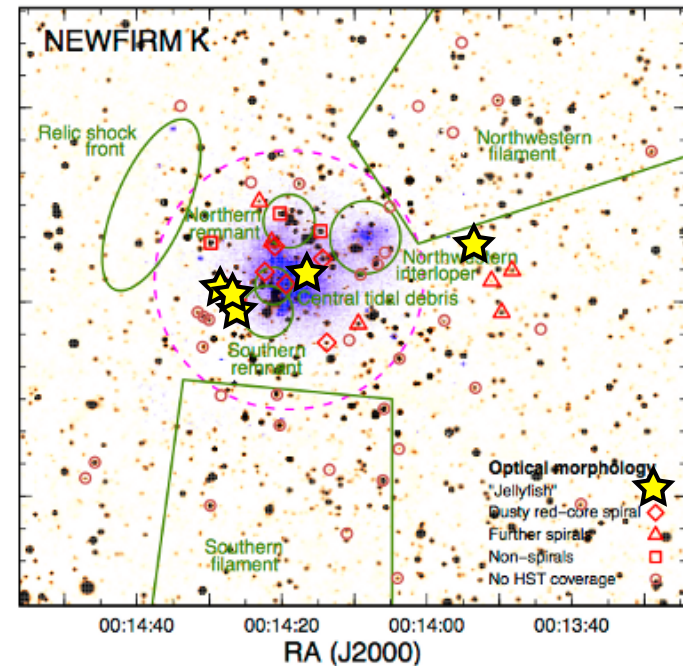 NEWFIRM K
Relic shock
front
Northwestern
filament
Northern
remnant
Northwestern
interloper
Central tidal debris
Southern
remnant
Optical morphology
"Jellyfish"
Dusty red-core spiral
Further spirals
Non-spirals
No HST coverage
Southern
filament
00:14:40
00:14:20
00:14:00
00:13:40
RA (J2000)